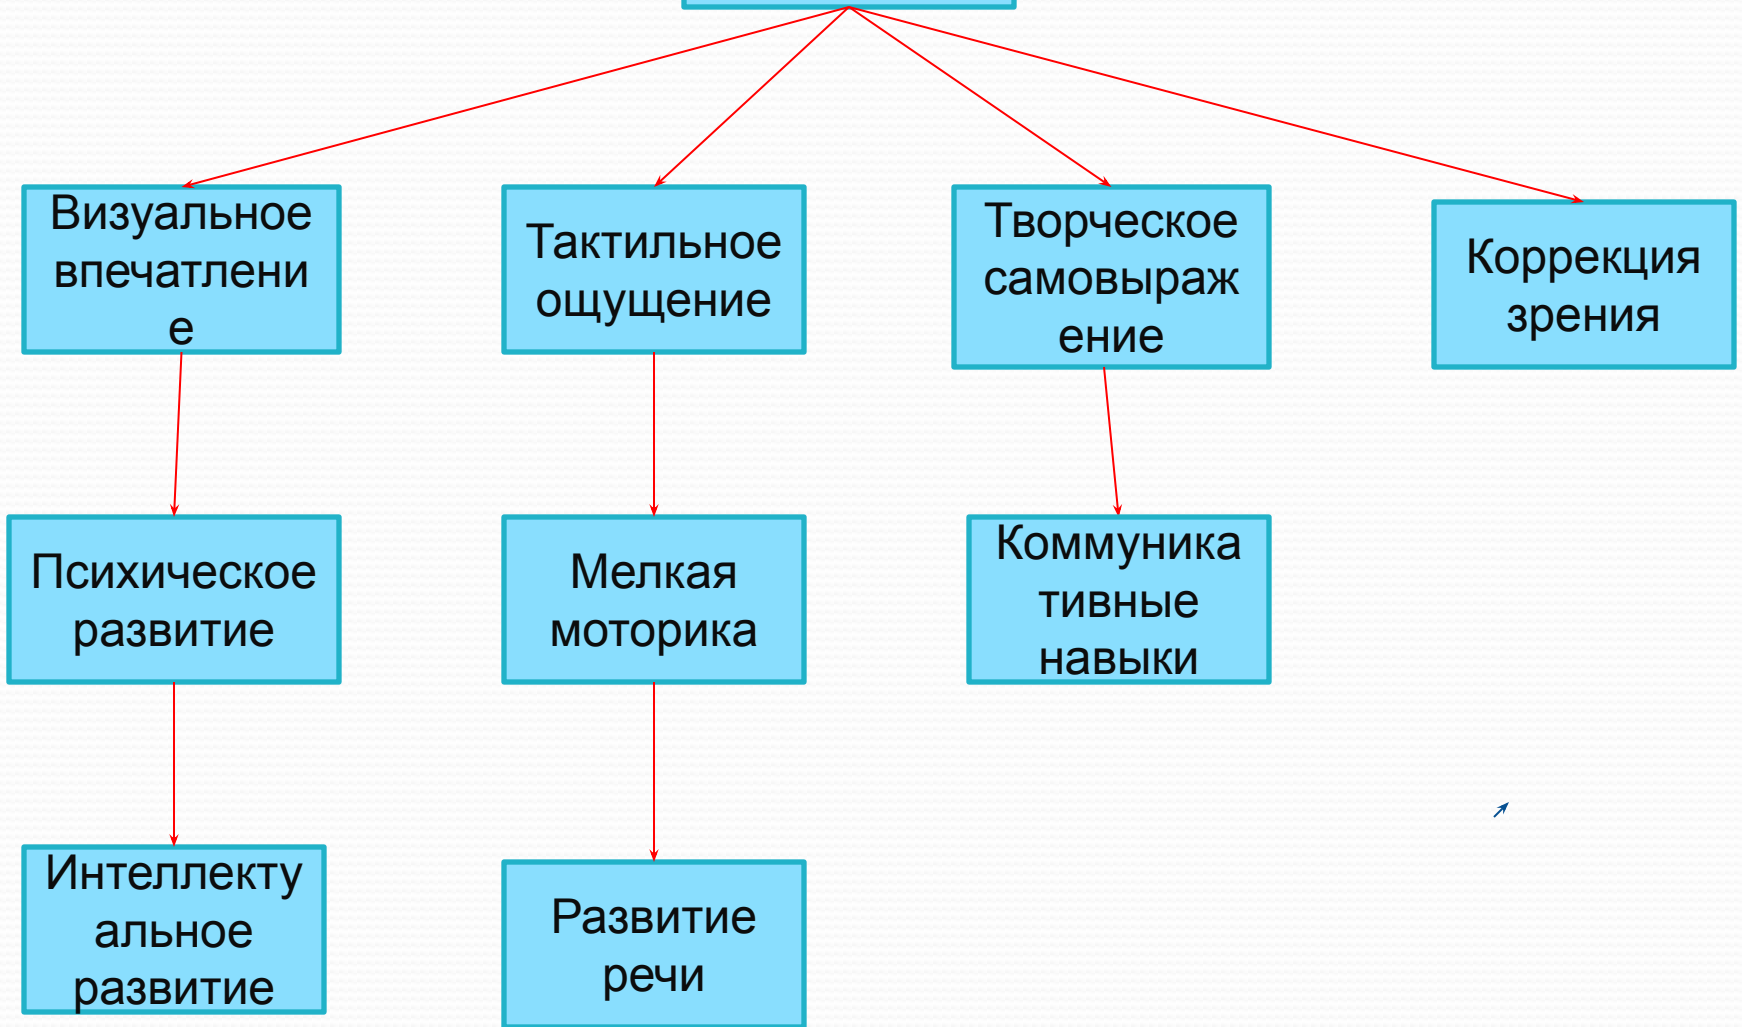 Визуальное
впечатлени
е
Тактильное
ощущение
Творческое
самовыраж
ение
Коррекция
зрения
Психическое
развитие
Мелкая
моторика
Коммуника
тивные
навыки
Интеллекту
альное
развитие
Развитие
речи